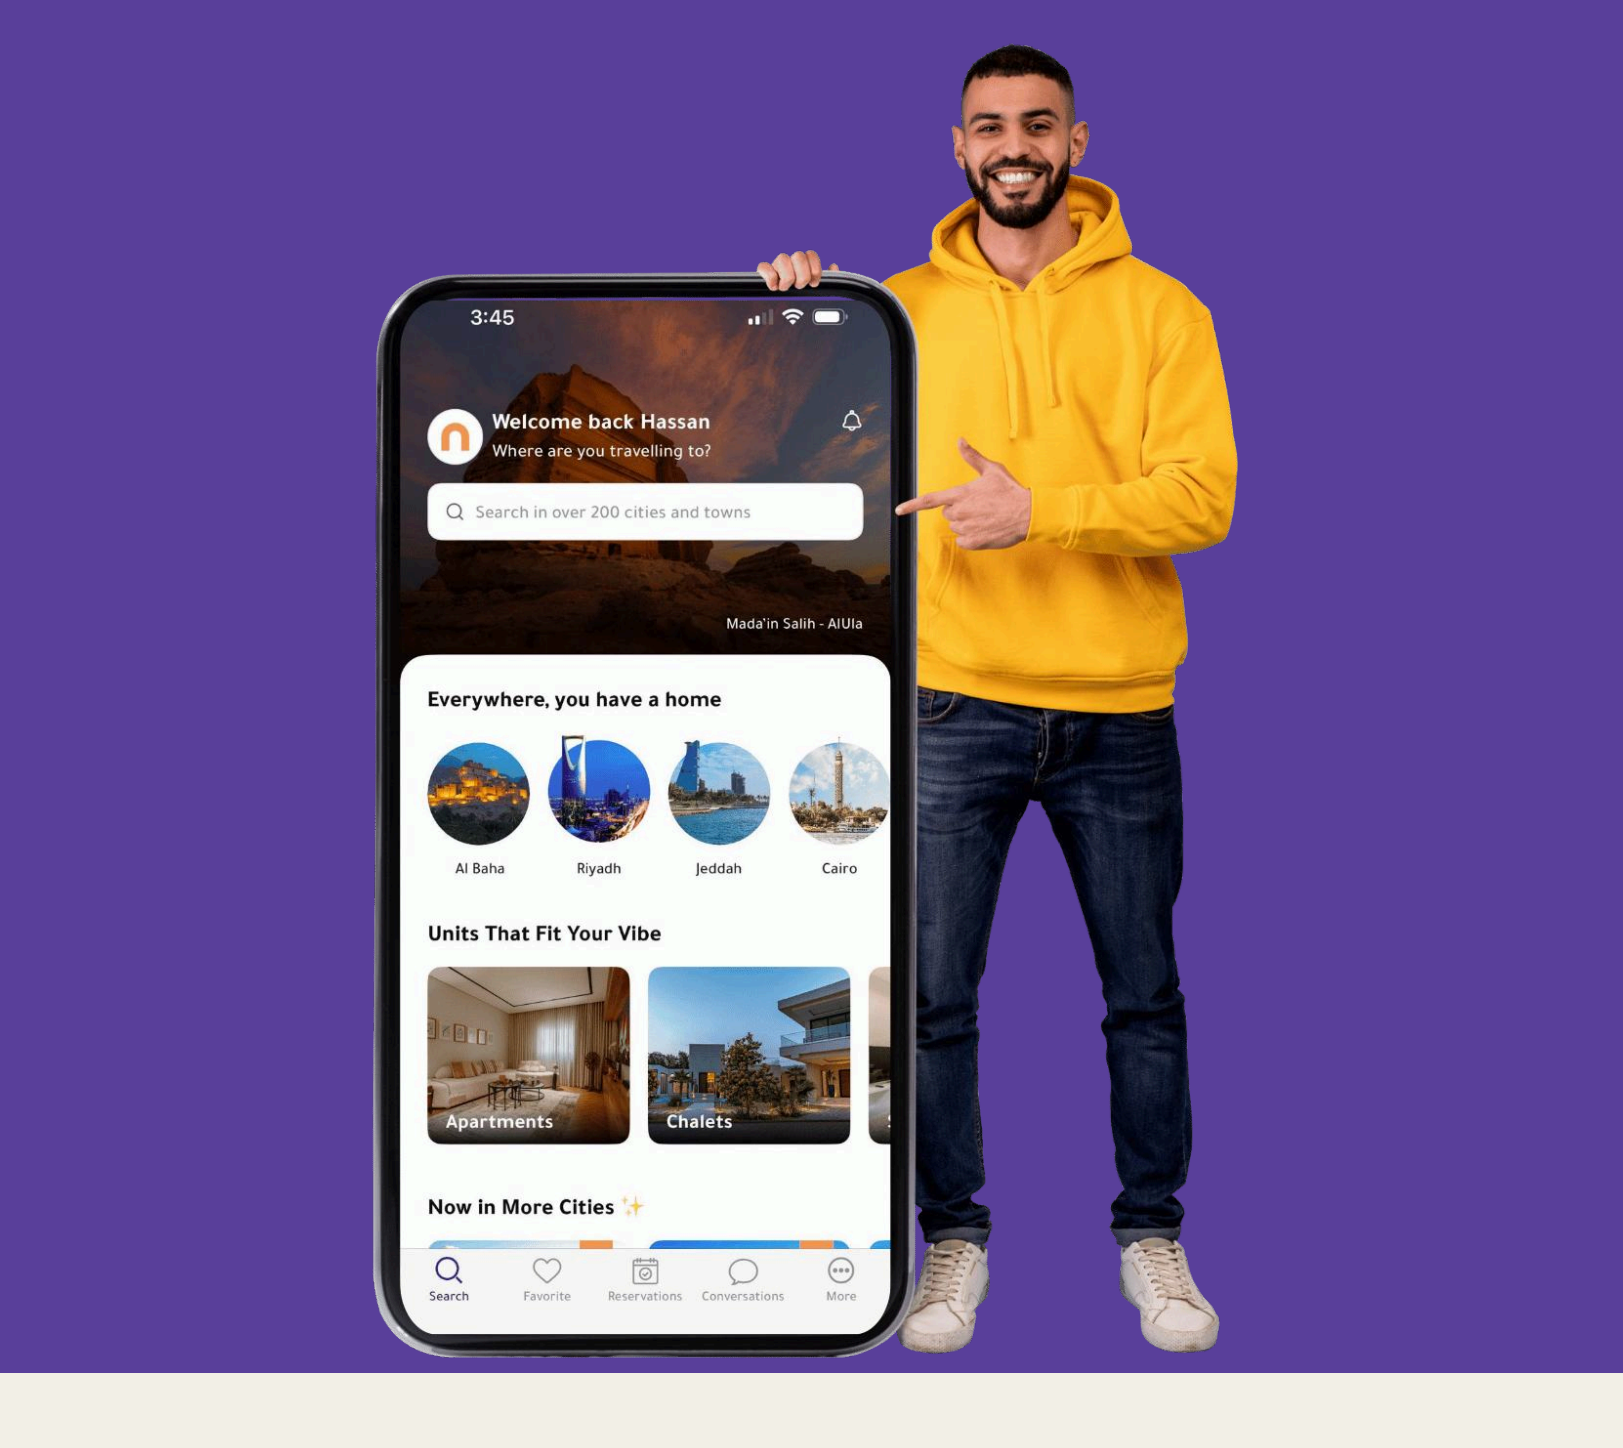 3:45
Welcome back Hassan
Where are you travelling to?
Search in over 200 cities and towns
Mada'in Salih - AlUla
Everywhere, you have a home
Al Baha
Riyadh
Jeddah
Cairo
Units That Fit Your Vibe
Apartments
Chalets
Now in More Cities ✨
Search
Favorite
Reservations
Conversations
More